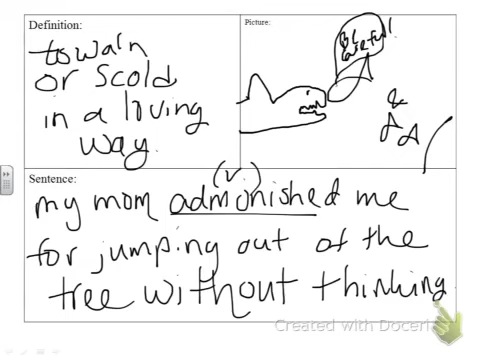 Definition:
to warn
or scold
in a loving
way.
Picture:
Be
careful!
Sentence:
(v.)
my mom admonished me
for jumping out of the
tree without thinking.
Created with Doceri